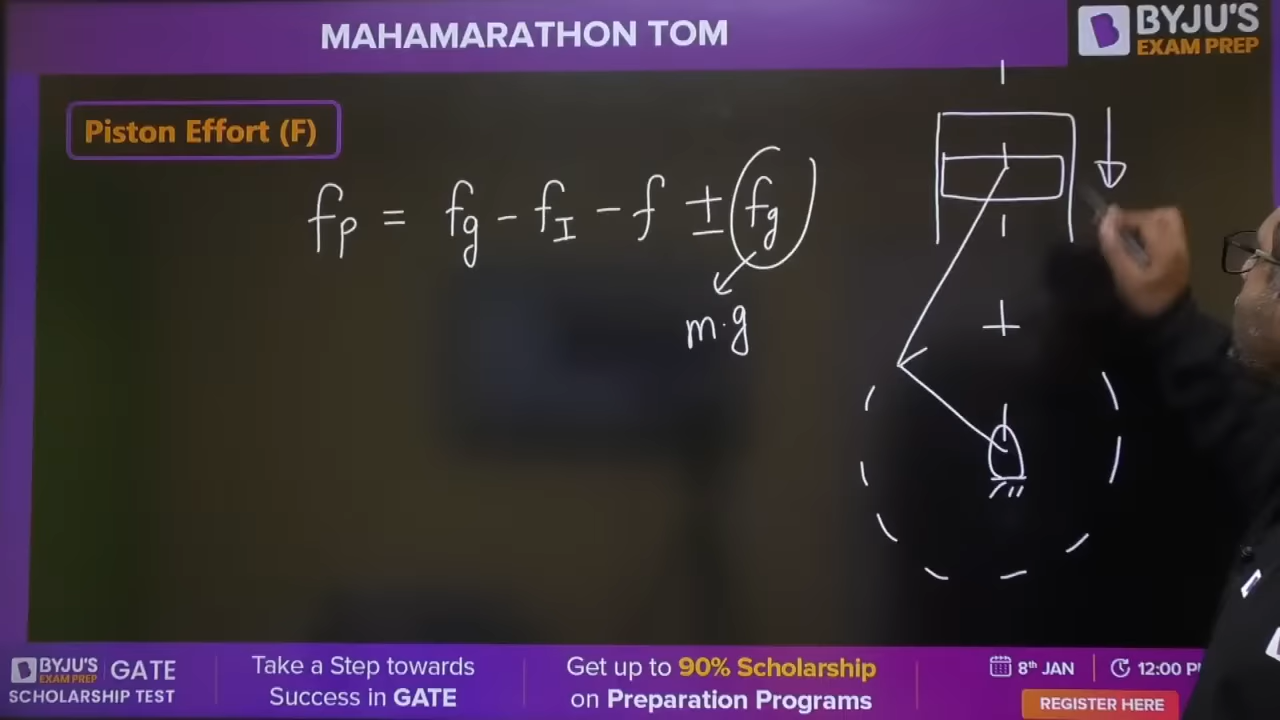 MAHAMARATHON TOM
BYJU'S
EXAM PREP
Piston Effort (F)
fp = fg - fI - f ± fg
m.g
BYJU'S
EXAM PREP
GATE
SCHOLARSHIP TEST
Take a Step towards
Success in GATE
Get up to 90% Scholarship
on Preparation Programs
8th JAN
12:00
REGISTER HERE